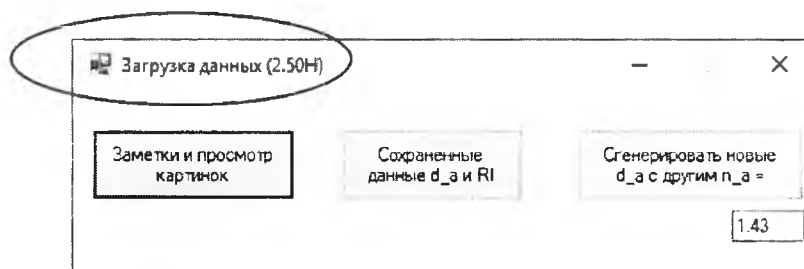 Загрузка данных (2.50H)
Заметки и просмотр
картинок
Сохраненные
данные d_a и RI
Сгенерировать новые
d_a с другим n_a =
1.43